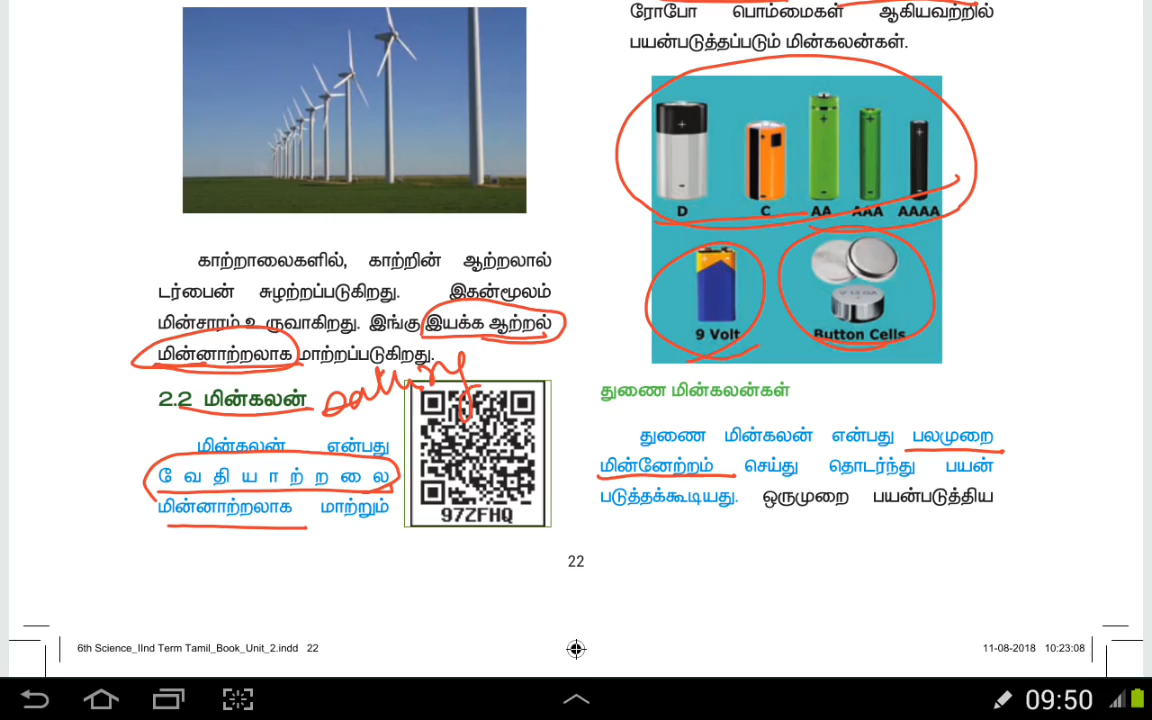 காற்றாலைகளில், காற்றின் ஆற்றலால்
டர்பைன் சுழற்றப்படுகிறது. இதன்மூலம்
மின்சாரம் உருவாகிறது. இங்கு இயக்க ஆற்றல்
மின்னாற்றலாக மாற்றப்படுகிறது.
2.2 மின்கலன்
மின்கலன் என்பது
வேதியாற்றலை
மின்னாற்றலாக மாற்றும்
97ZFHQ
ரோபோ பொம்மைகள் ஆகியவற்றில்
பயன்படுத்தப்படும் மின்கலன்கள்.
D C AA AAA AAAA
9 Volt Button Cells
துணை மின்கலன்கள்
துணை மின்கலன் என்பது பலமுறை
மின்னேற்றம் செய்து தொடர்ந்து பயன்
படுத்தக்கூடியது. ஒருமுறை பயன்படுத்திய
22
6th Science_IInd Term Tamil_Book_Unit_2.indd 22
11-08-2018 10:23:08
09:50